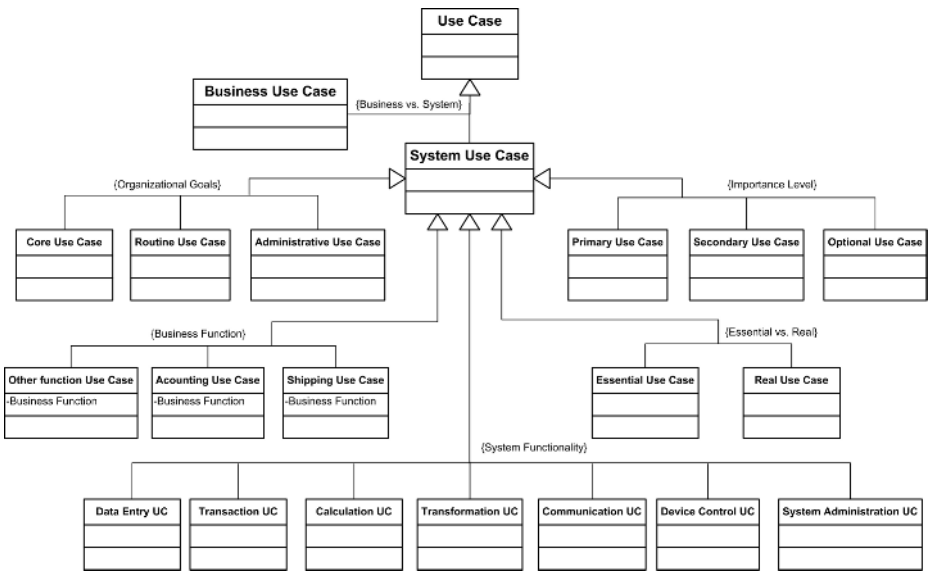 Use Case
Business Use Case
{Business vs. System}
System Use Case
{Organizational Goals}
{Importance Level}
Core Use Case
Routine Use Case
Administrative Use Case
Primary Use Case
Secondary Use Case
Optional Use Case
{Business Function}
{Essential vs. Real}
Other function Use Case
Acounting Use Case
Shipping Use Case
Essential Use Case
Real Use Case
-Business Function
-Business Function
-Business Function
{System Functionality}
Data Entry UC
Transaction UC
Calculation UC
Transformation UC
Communication UC
Device Control UC
System Administration UC